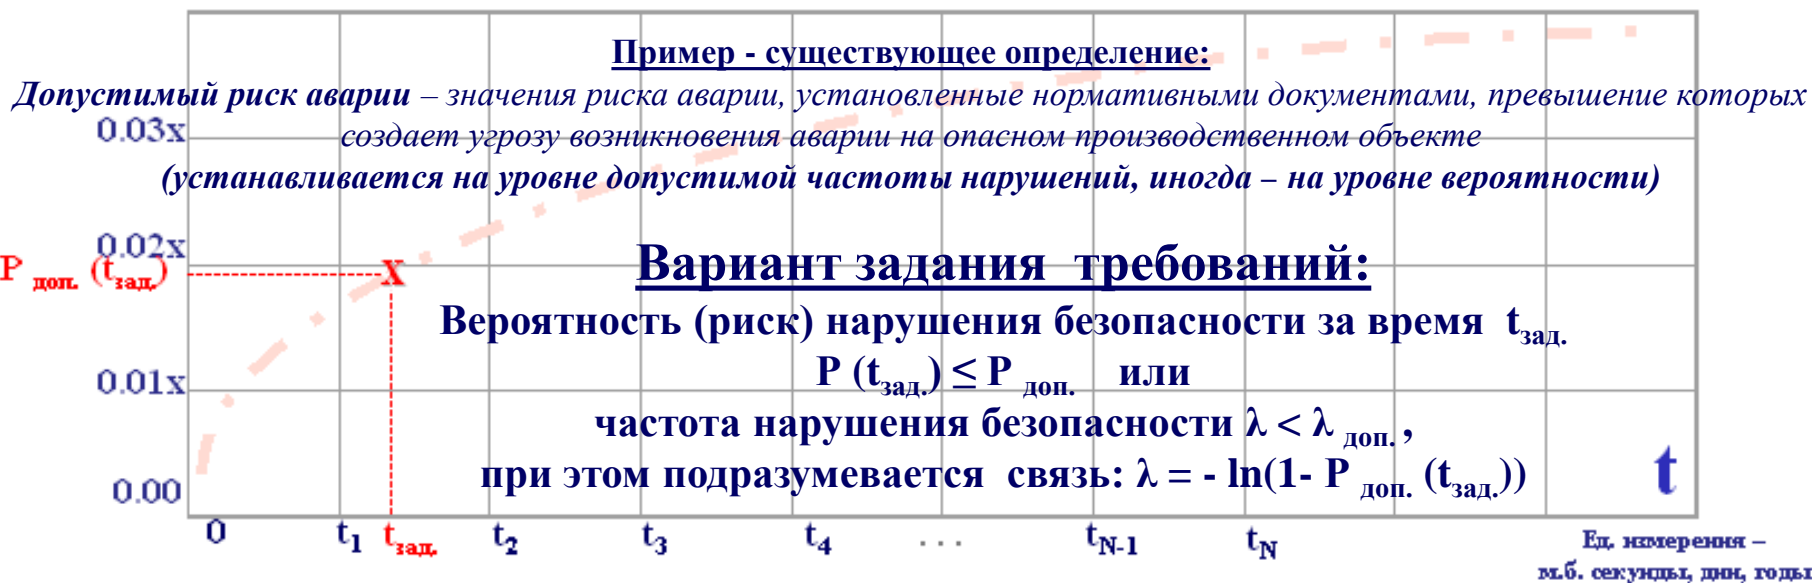 Пример - существующее определение:
Допустимый риск аварии – значения риска аварии, установленные нормативными документами, превышение которых
создает угрозу возникновения аварии на опасном производственном объекте
(устанавливается на уровне допустимой частоты нарушений, иногда – на уровне вероятности)
0.03x
0.02x
P доп. (tзад.)
X
Вариант задания требований:
Вероятность (риск) нарушения безопасности за время tзад.
P (tзад.) ≤ P доп. или
0.01x
частота нарушения безопасности λ < λ доп. ,
при этом подразумевается связь: λ = - ln(1- P доп. (tзад.))
0.00
t
0 t1 tзад. t2 t3 t4 ... tN-1 tN
Ед. измерения –
м.б. секунды, дни, годы